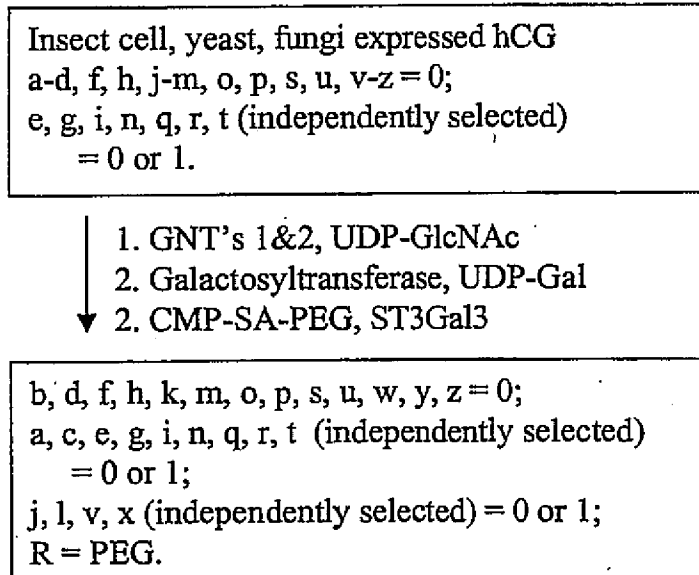 Insect cell, yeast, fungi expressed hCG
a-d, f, h, j-m, o, p, s, u, v-z = 0;
e, g, i, n, q, r, t (independently selected)
= 0 or 1.
1. GNT's 1&2, UDP-GlcNAc
2. Galactosyltransferase, UDP-Gal
2. CMP-SA-PEG, ST3Gal3
b, d, f, h, k, m, o, p, s, u, w, y, z = 0;
a, c, e, g, i, n, q, r, t (independently selected)
= 0 or 1;
j, l, v, x (independently selected) = 0 or 1;
R = PEG.